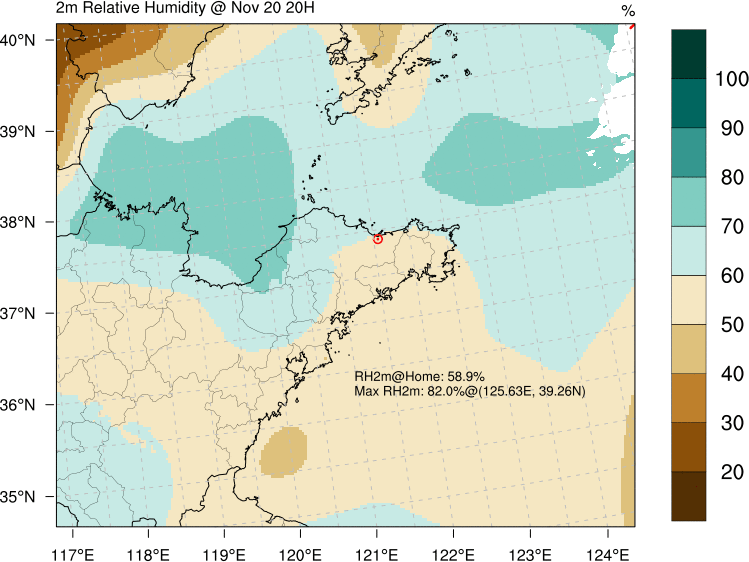 2m Relative Humidity @ Nov 20 20H
%
40°N
39°N
38°N
37°N
36°N
35°N
117°E 118°E 119°E 120°E 121°E 122°E 123°E 124°E
RH2m@Home: 58.9%
Max RH2m: 82.0%@(125.63E, 39.26N)
100
90
80
70
60
50
40
30
20